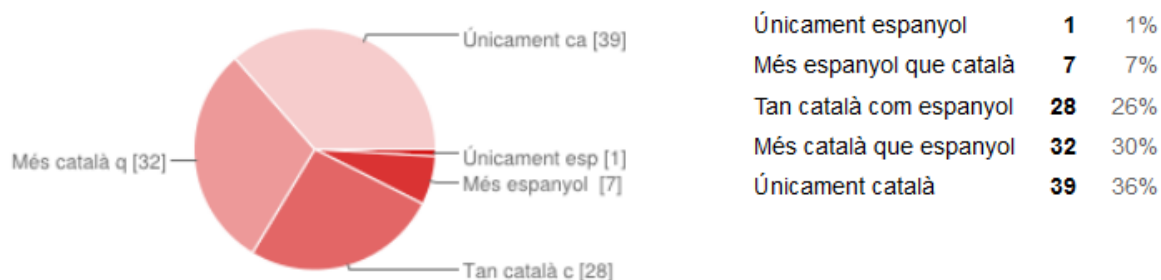 Únicament ca [39]
Més català q [32]
Únicament esp [1]
Més espanyol [7]
Tan català c [28]
Únicament espanyol 1 1%
Més espanyol que català 7 7%
Tan català com espanyol 28 26%
Més català que espanyol 32 30%
Únicament català 39 36%